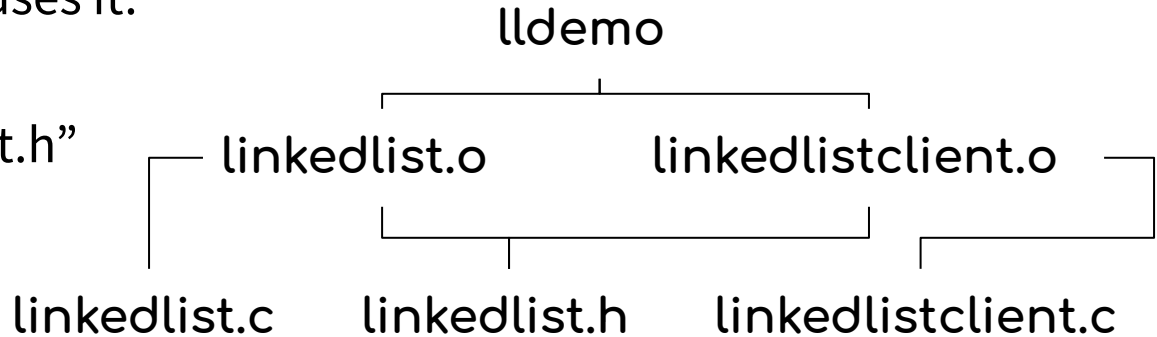 uses it.
lldemo
t.h”
linkedlist.o linkedlistclient.o
linkedlist.c linkedlist.h linkedlistclient.c